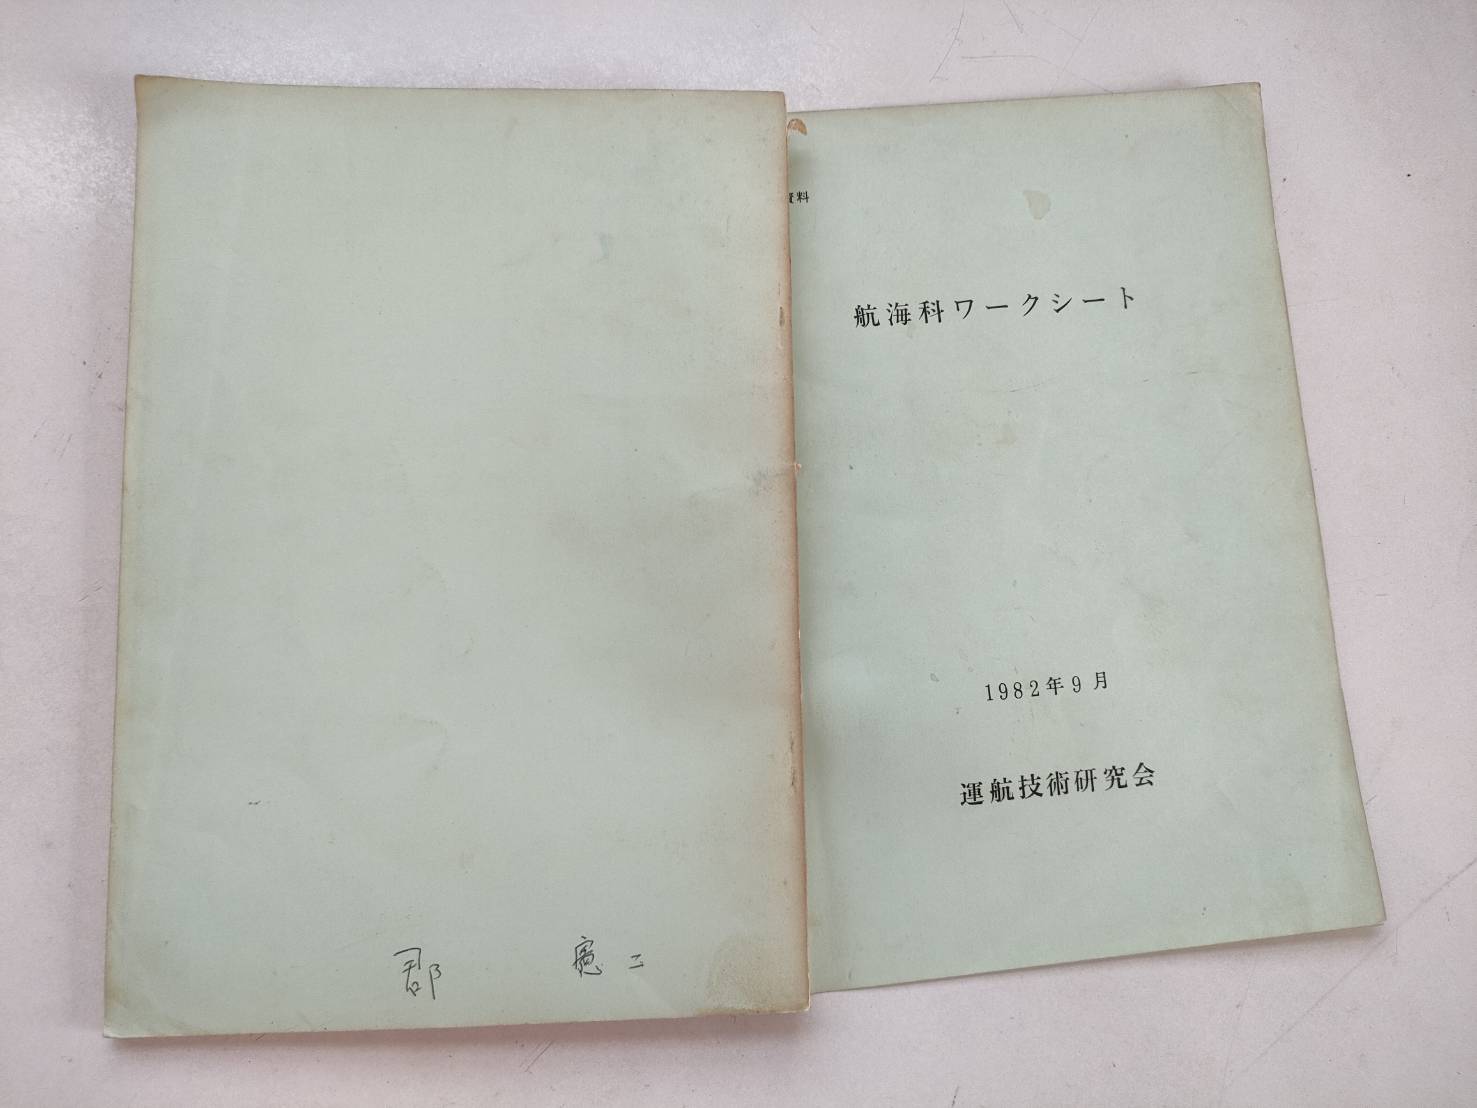 資料
航海科ワークシート
1982年9月
運航技術研究会
郡 憲二